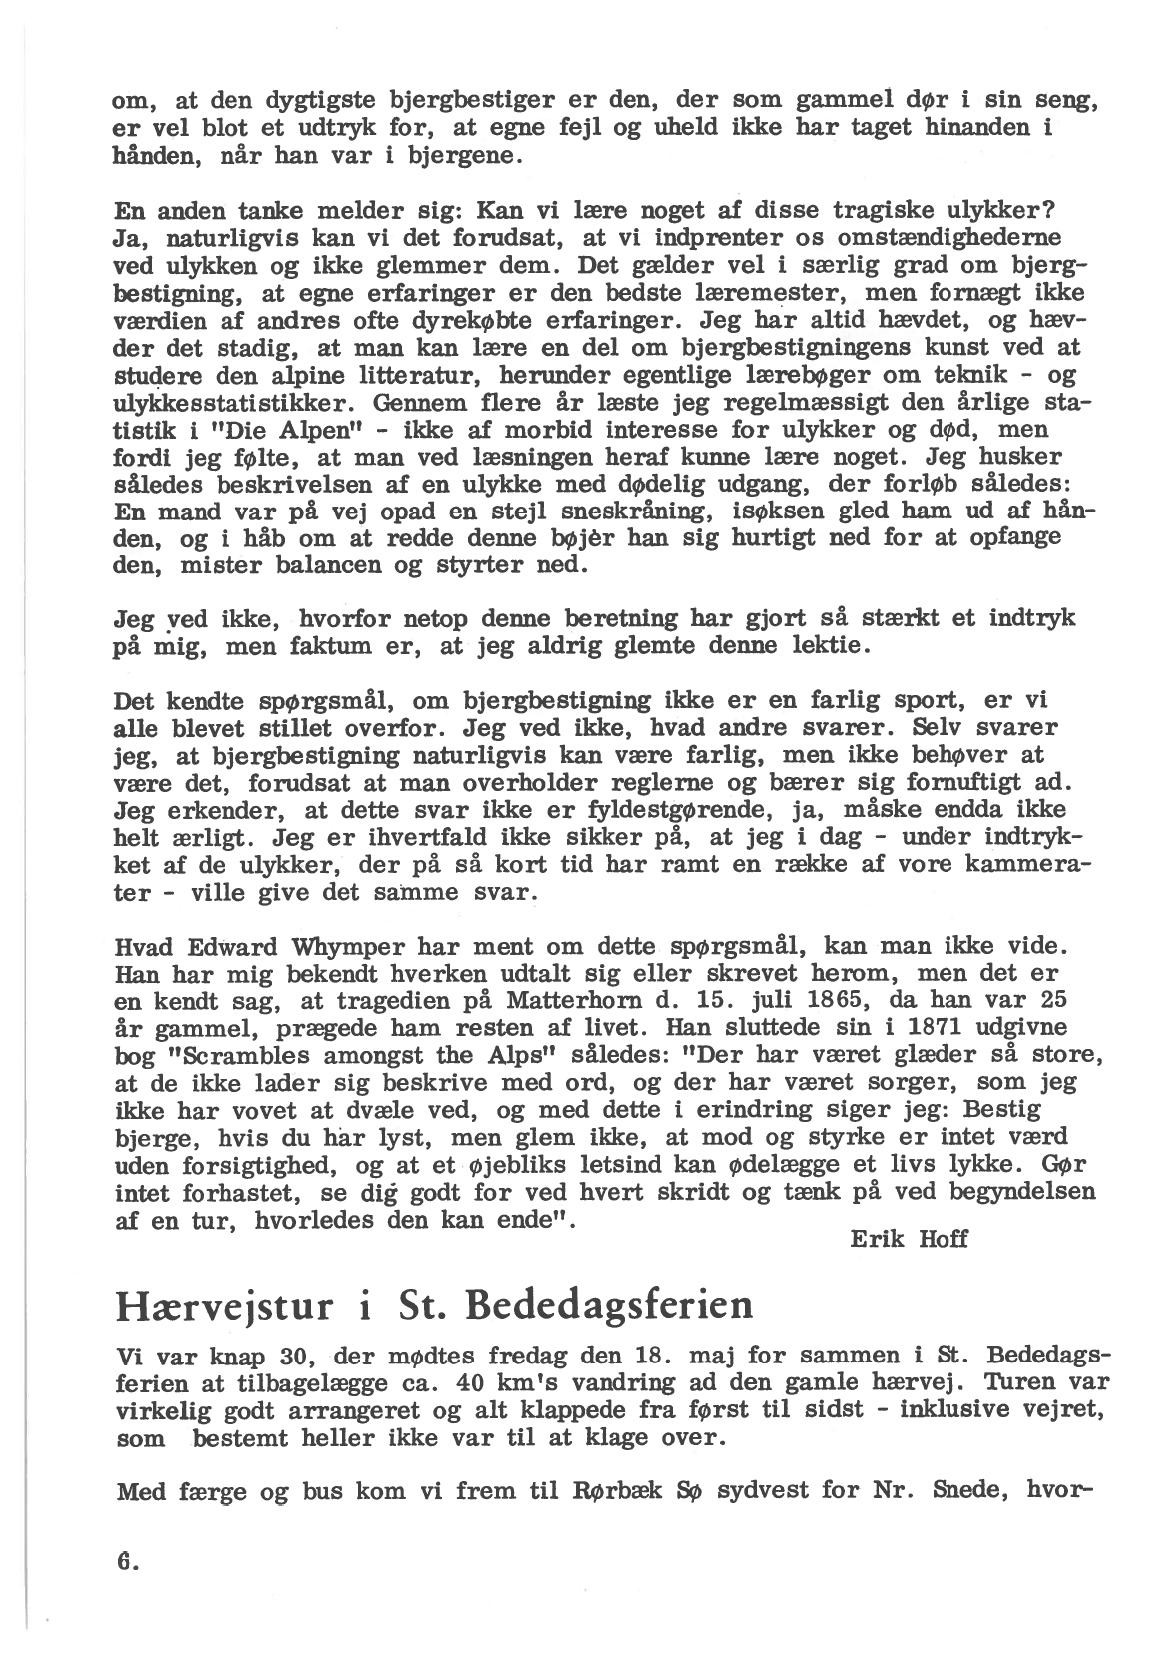 om, at den dygtigste bjergbestiger er den, der som gammel dør i sin seng,
er vel blot et udtryk for, at egne fejl og uheld ikke har taget hinanden i
hånden, når han var i bjergene.
En anden tanke melder sig: Kan vi lære noget af disse tragiske ulykker?
Ja, naturligvis kan vi det forudsat, at vi indprenter os omstændighederne
ved ulykken og ikke glemmer dem. Det gælder vel i særlig grad om bjerg-
bestigning, at egne erfaringer er den bedste læremester, men fornægt ikke
værdien af andres ofte dyrekøbte erfaringer. Jeg har altid hævdet, og hæv-
der det stadig, at man kan lære en del om bjergbestigningens kunst ved at
studere den alpine litteratur, herunder egentlige lærebøger om teknik - og
ulykkesstatistikker. Gennem flere år læste jeg regelmæssigt den årlige sta-
tistik i "Die Alpen" - ikke af morbid interesse for ulykker og død, men
fordi jeg følte, at man ved læsningen heraf kunne lære noget. Jeg husker
således beskrivelsen af en ulykke med dødelig udgang, der forløb således:
En mand var på vej opad en stejl sneskråning, isøksen gled ham ud af hån-
den, og i håb om at redde denne bøjer han sig hurtigt ned for at opfange
den, mister balancen og styrter ned.
Jeg ved ikke, hvorfor netop denne beretning har gjort så stærkt et indtryk
på mig, men faktum er, at jeg aldrig glemte denne lektie.
Det kendte spørgsmål, om bjergbestigning ikke er en farlig sport, er vi
alle blevet stillet overfor. Jeg ved ikke, hvad andre svarer. Selv svarer
jeg, at bjergbestigning naturligvis kan være farlig, men ikke behøver at
være det, forudsat at man overholder reglerne og bærer sig fornuftigt ad.
Jeg erkender, at dette svar ikke er fyldestgørende, ja, måske endda ikke
helt ærligt. Jeg er ihvertfald ikke sikker på, at jeg i dag - under indtryk-
ket af de ulykker, der på så kort tid har ramt en række af vore kammera-
ter - ville give det samme svar.
Hvad Edward Whymper har ment om dette spørgsmål, kan man ikke vide.
Han har mig bekendt hverken udtalt sig eller skrevet herom, men det er
en kendt sag, at tragedien på Matterhorn d. 15. juli 1865, da han var 25
år gammel, prægede ham resten af livet. Han sluttede sin i 1871 udgivne
bog "Scrambles amongst the Alps" således: "Der har været glæder så store,
at de ikke lader sig beskrive med ord, og der har været sorger, som jeg
ikke har vovet at dvæle ved, og med dette i erindring siger jeg: Bestig
bjerge, hvis du har lyst, men glem ikke, at mod og styrke er intet værd
uden forsigtighed, og at et øjebliks letsind kan ødelægge et livs lykke. Gør
intet forhastet, se dig godt for ved hvert skridt og tænk på ved begyndelsen
af en tur, hvorledes den kan ende".
Erik Hoff
Hærvejstur i St. Bededagsferien
Vi var knap 30, der mødtes fredag den 18. maj for sammen i St. Bededags-
ferien at tilbagelægge ca. 40 km's vandring ad den gamle hærvej. Turen var
virkelig godt arrangeret og alt klappede fra først til sidst - inklusive vejret,
som bestemt heller ikke var til at klage over.
Med færge og bus kom vi frem til Rørbæk Sø sydvest for Nr. Snede, hvor-
6.